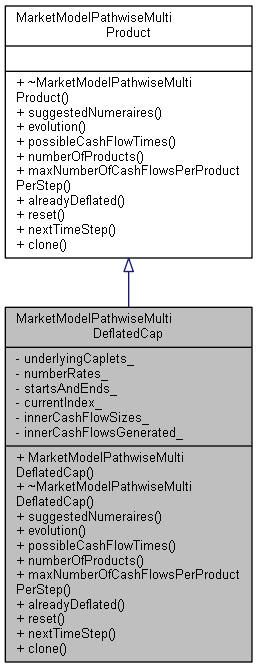 MarketModelPathwiseMulti
Product
+ ~MarketModelPathwiseMulti
Product()
+ suggestedNumeraires()
+ evolution()
+ possibleCashFlowTimes()
+ numberOfProducts()
+ maxNumberOfCashFlowsPerProduct
PerStep()
+ alreadyDeflated()
+ reset()
+ nextTimeStep()
+ clone()
MarketModelPathwiseMulti
DeflatedCap
- underlyingCaplets_
- numberRates_
- startsAndEnds_
- currentIndex_
- innerCashFlowSizes_
- innerCashFlowsGenerated_
+ MarketModelPathwiseMulti
DeflatedCap()
+ ~MarketModelPathwiseMulti
DeflatedCap()
+ suggestedNumeraires()
+ evolution()
+ possibleCashFlowTimes()
+ numberOfProducts()
+ maxNumberOfCashFlowsPerProduct
PerStep()
+ alreadyDeflated()
+ reset()
+ nextTimeStep()
+ clone()